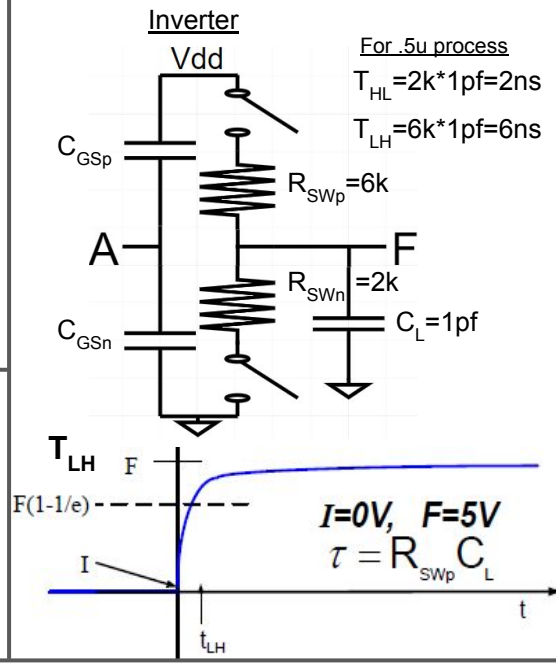 Inverter
Vdd
For .5u process
T_HL=2k*1pf=2ns
T_LH=6k*1pf=6ns
C_GSp
R_SWp=6k
A
F
R_SWn=2k
C_GSn
C_L=1pf
T_LH
F
F(1-1/e)
I=0V, F=5V
τ = R_SWp C_L
I
t
t_LH